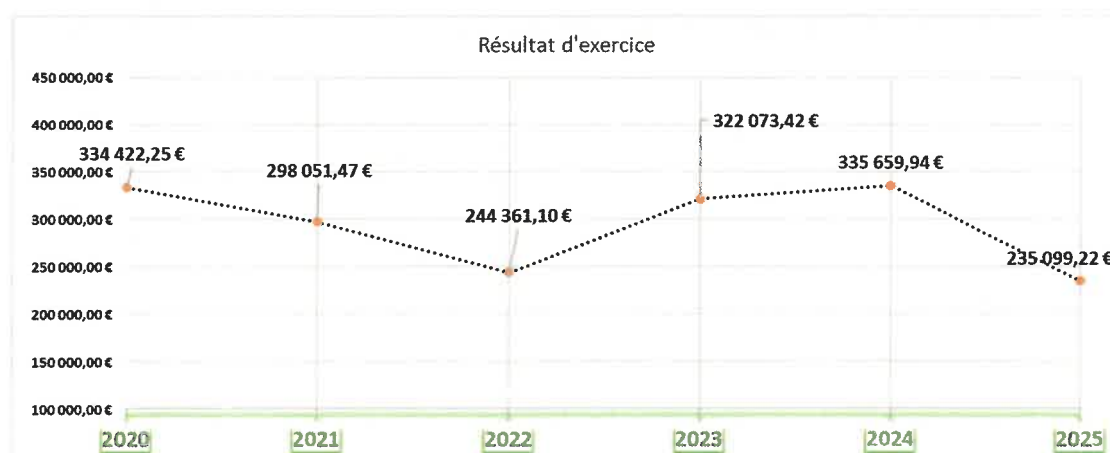 Résultat d'exercice
450 000,00 €
400 000,00 €
350 000,00 €
300 000,00 €
250 000,00 €
200 000,00 €
150 000,00 €
100 000,00 €
334 422,25 €
298 051,47 €
244 361,10 €
322 073,42 €
335 659,94 €
235 099,22 €
2020
2021
2022
2023
2024
2025